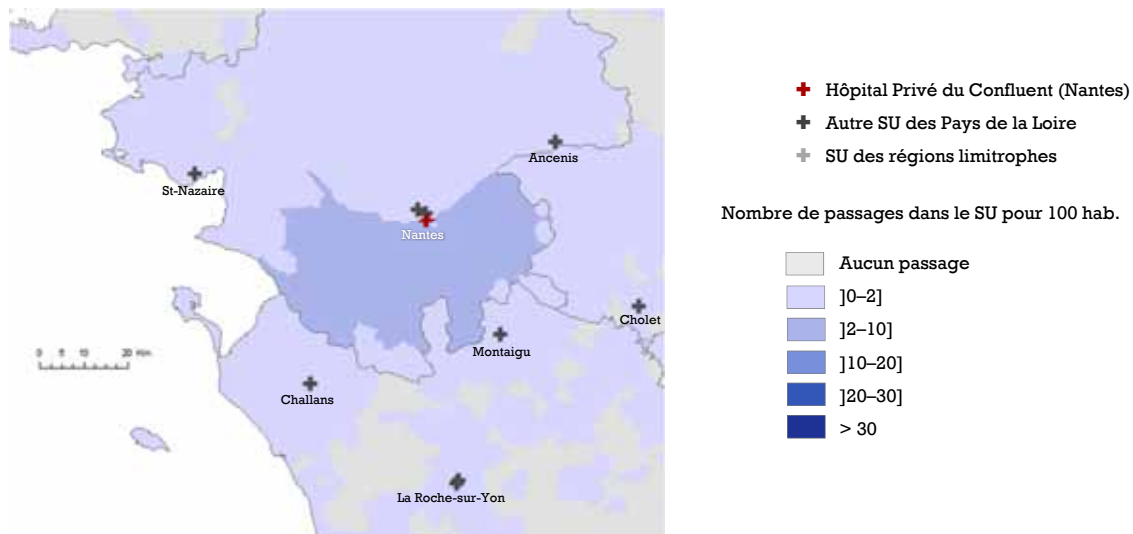 Ancenis
St-Nazaire
Nantes
Cholet
Montaigu
Challans
La Roche-sur-Yon
Hôpital Privé du Confluent (Nantes)
Autre SU des Pays de la Loire
SU des régions limitrophes
Nombre de passages dans le SU pour 100 hab.
Aucun passage
]0–2]
]2–10]
]10–20]
]20–30]
> 30